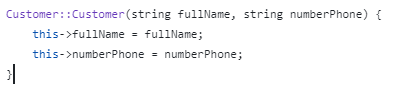 Customer::Customer(string fullName, string numberPhone) {
    this->fullName = fullName;
    this->numberPhone = numberPhone;
}